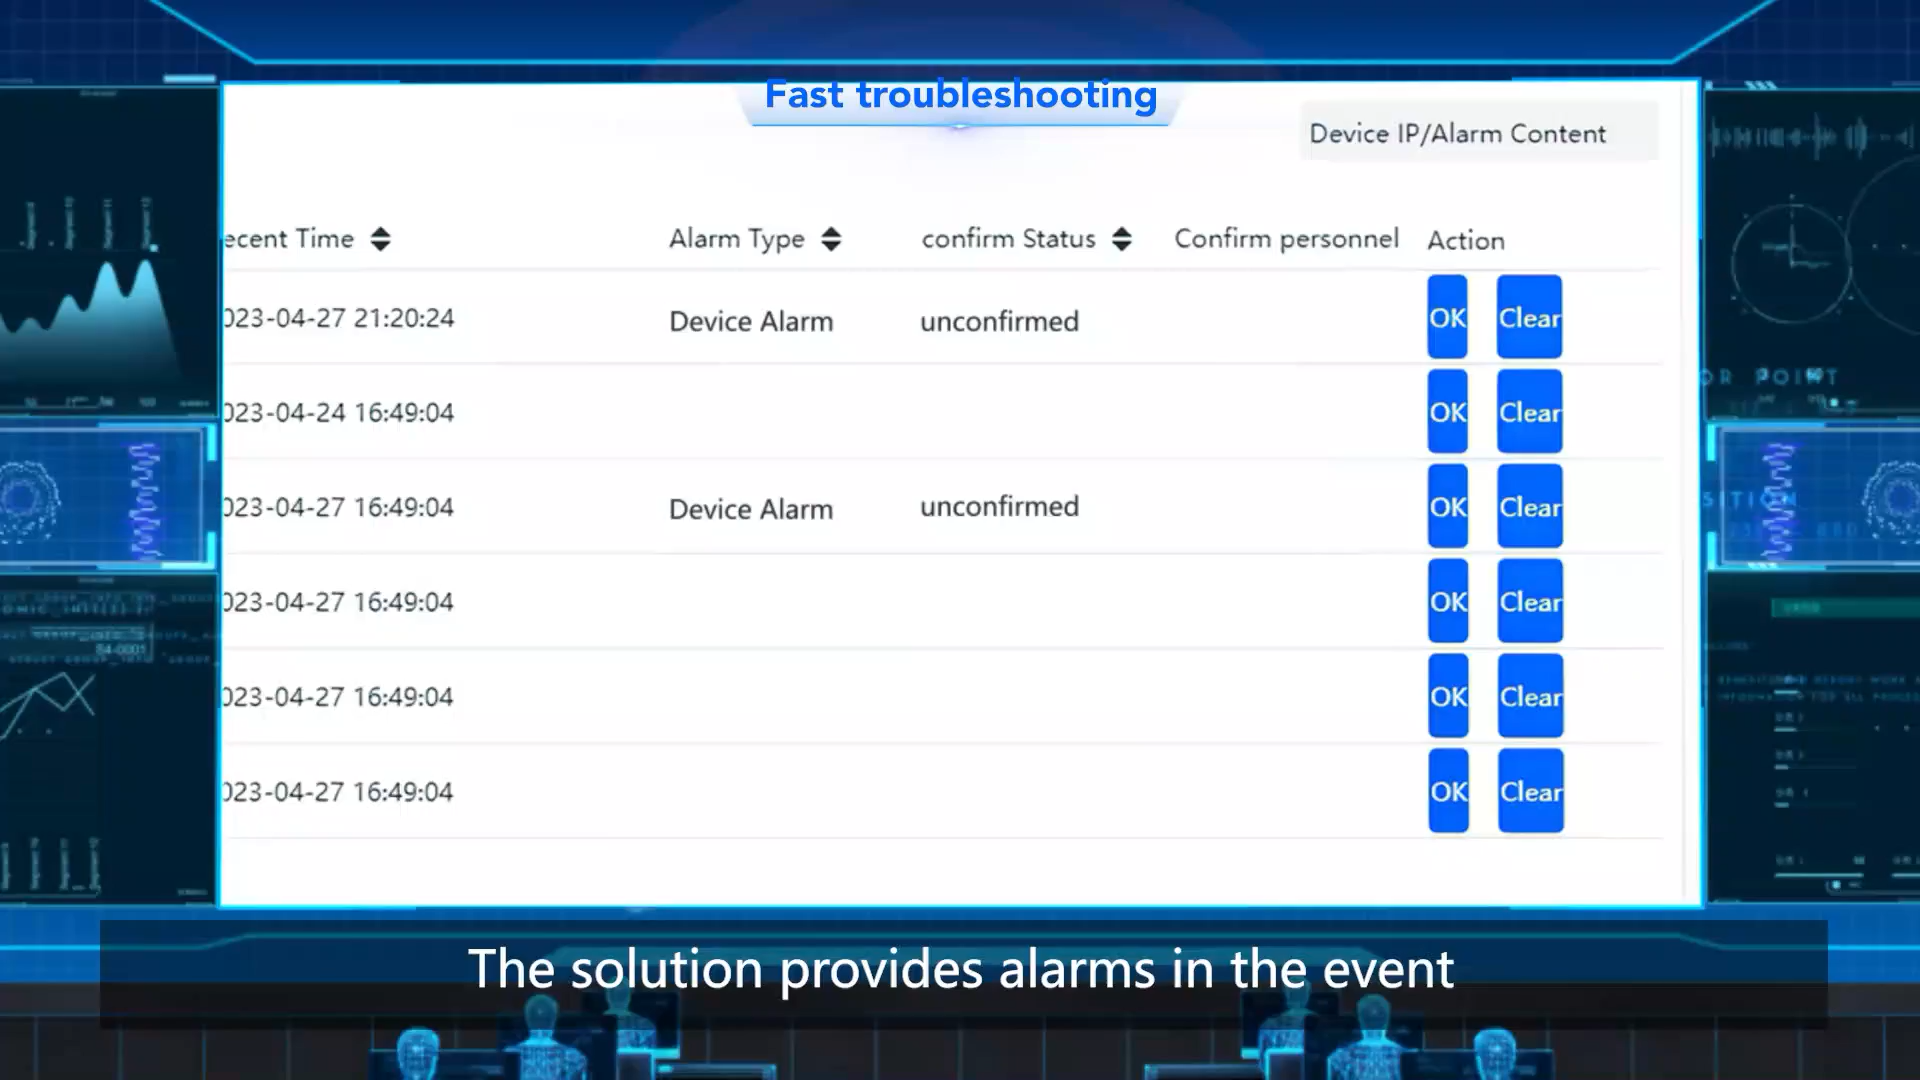 Fast troubleshooting
Device IP/Alarm Content
ecent Time Alarm Type confirm Status Confirm personnel Action
023-04-27 21:20:24 Device Alarm unconfirmed OK Clear
023-04-24 16:49:04 OK Clear
023-04-27 16:49:04 Device Alarm unconfirmed OK Clear
023-04-27 16:49:04 OK Clear
023-04-27 16:49:04 OK Clear
023-04-27 16:49:04 OK Clear
84-0001
The solution provides alarms in the event